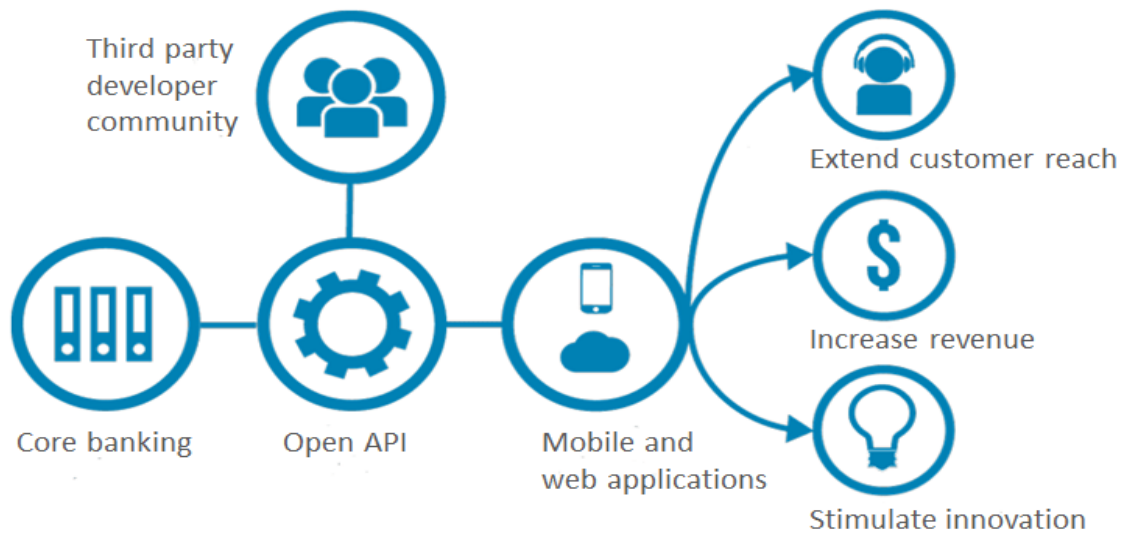 Third party
developer
community
Extend customer reach
$
Increase revenue
Core banking
Open API
Mobile and
web applications
Stimulate innovation